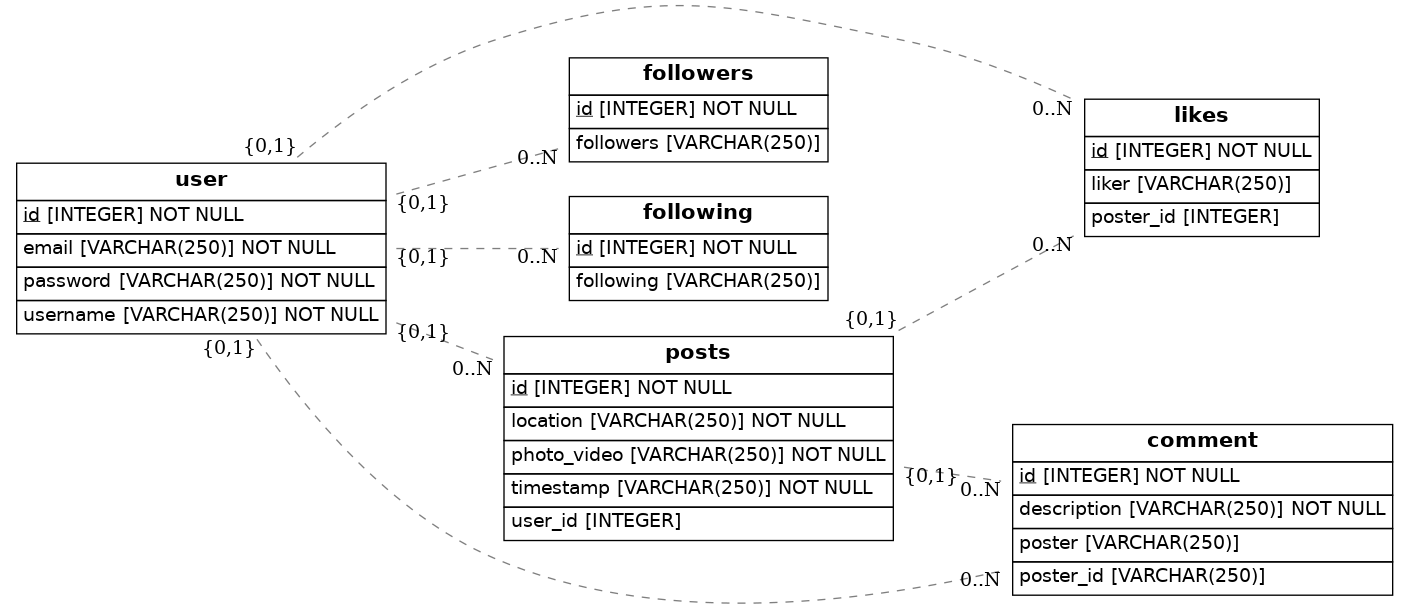 followers
id [INTEGER] NOT NULL
followers [VARCHAR(250)]
likes
id [INTEGER] NOT NULL
liker [VARCHAR(250)]
poster_id [INTEGER]
0..N
{0,1}
0..N
{0,1}
user
id [INTEGER] NOT NULL
email [VARCHAR(250)] NOT NULL
password [VARCHAR(250)] NOT NULL
username [VARCHAR(250)] NOT NULL
following
id [INTEGER] NOT NULL
following [VARCHAR(250)]
{0,1}
0..N
0..N
{0,1}
{0,1}
{0,1}
0..N
posts
id [INTEGER] NOT NULL
location [VARCHAR(250)] NOT NULL
photo_video [VARCHAR(250)] NOT NULL
timestamp [VARCHAR(250)] NOT NULL
user_id [INTEGER]
comment
id [INTEGER] NOT NULL
description [VARCHAR(250)] NOT NULL
poster [VARCHAR(250)]
poster_id [VARCHAR(250)]
{0,1}
0..N
0..N